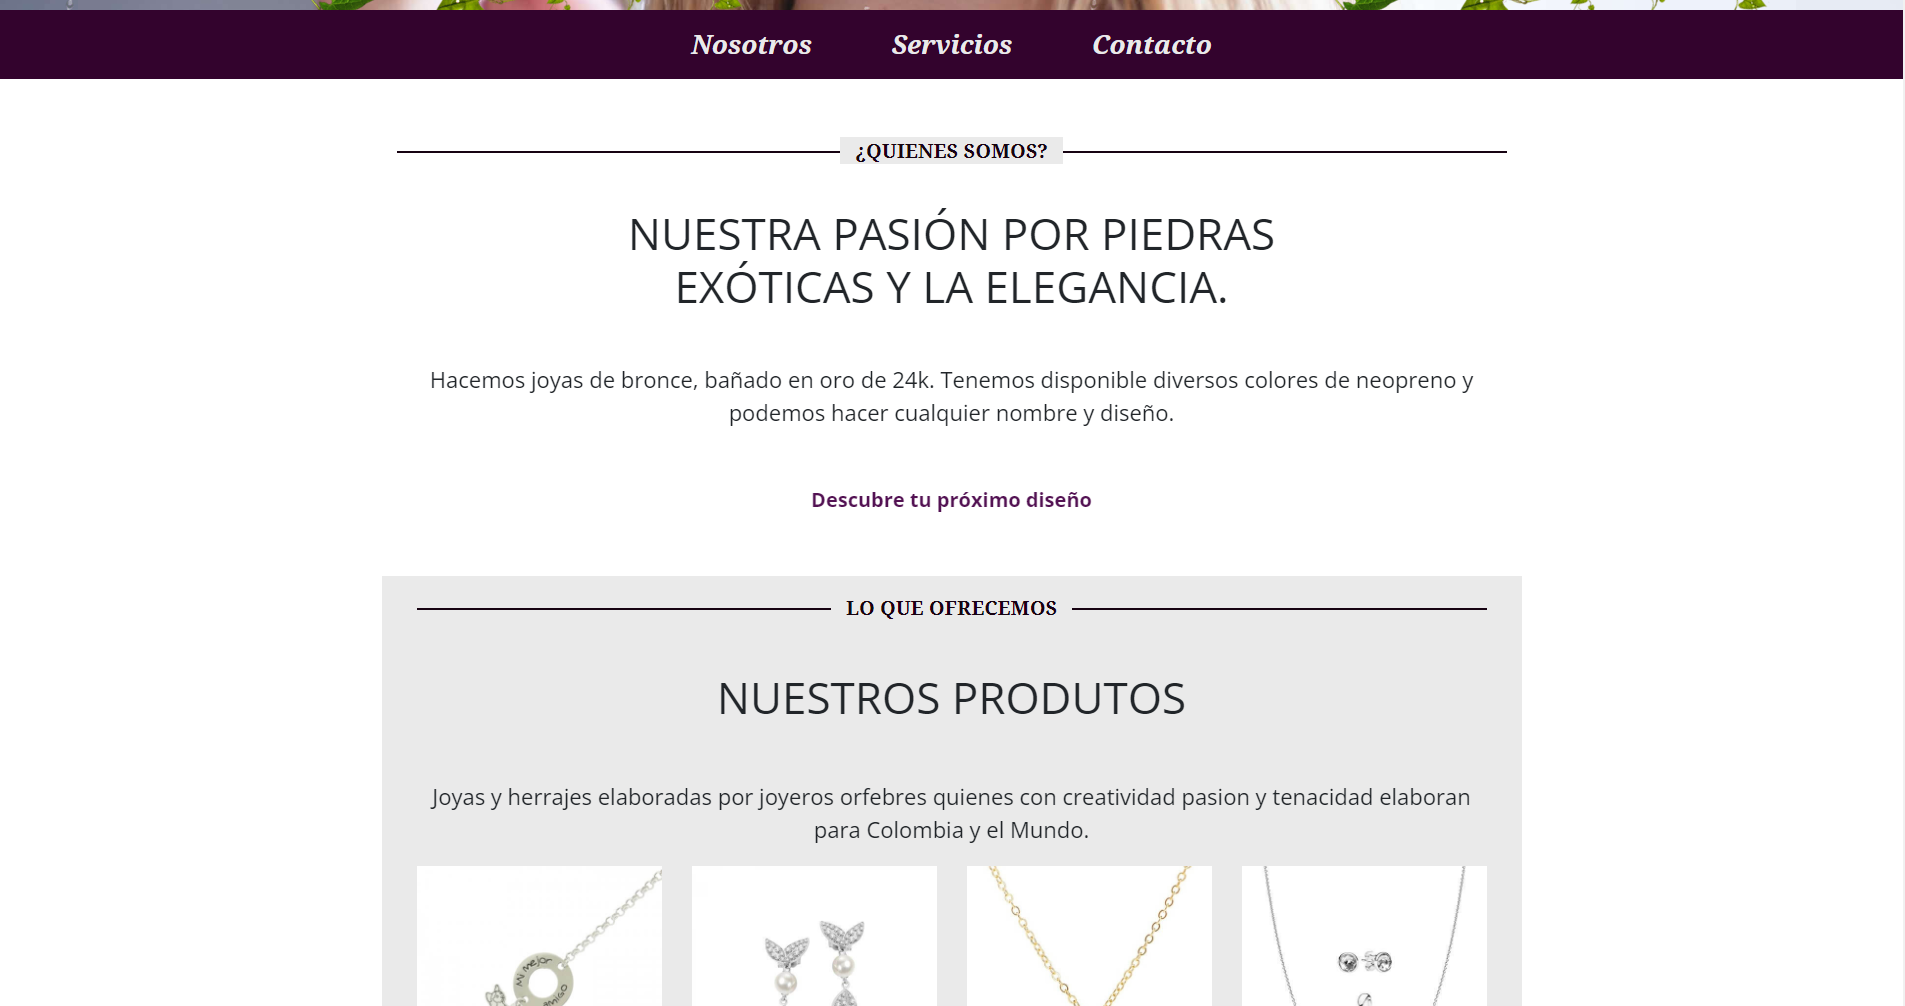 Nosotros Servicios Contacto
¿QUIENES SOMOS?
NUESTRA PASIÓN POR PIEDRAS
EXÓTICAS Y LA ELEGANCIA.
Hacemos joyas de bronce, bañado en oro de 24k. Tenemos disponible diversos colores de neopreno y
podemos hacer cualquier nombre y diseño.
Descubre tu próximo diseño
LO QUE OFRECEMOS
NUESTROS PRODUTOS
Joyas y herrajes elaboradas por joyeros orfebres quienes con creatividad pasion y tenacidad elaboran
para Colombia y el Mundo.
Mi Mejor
AMIGO